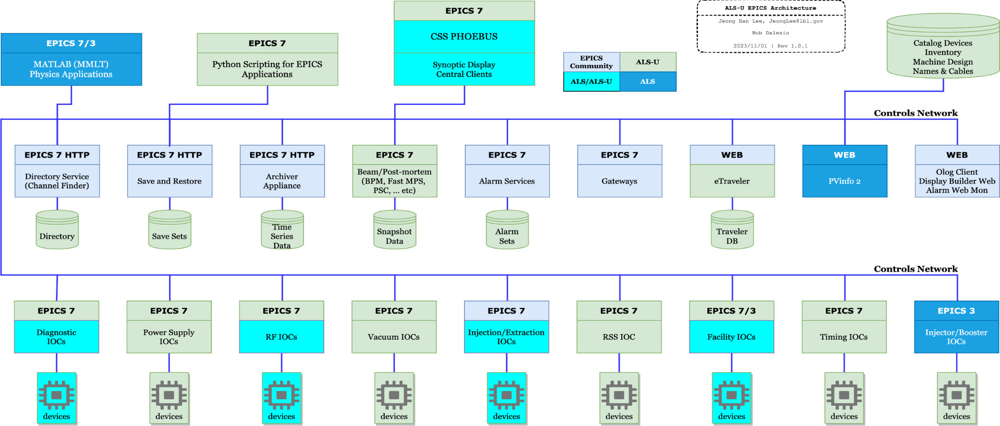 EPICS 7
CSS PHOEBUS
Synoptic Display
Central Clients
ALS-U EPICS Architecture
Jeong Han Lee, JeongLee@lbl.gov
Bob Dalesio
2023/11/01 | Rev 1.0.1
Catalog Devices
Inventory
Machine Design
Names & Cables
EPICS 7/3
MATLAB (MMLT)
Physics Applications
EPICS 7
Python Scripting for EPICS
Applications
EPICS
Community
ALS-U
ALS/ALS-U
ALS
Controls Network
EPICS 7 HTTP
Directory Service
(Channel Finder)
EPICS 7 HTTP
Save and Restore
EPICS 7 HTTP
Archiver
Appliance
EPICS 7
Beam/Post-mortem
(BPM, Fast MPS,
PSC, ... etc)
EPICS 7
Alarm Services
EPICS 7
Gateways
WEB
eTraveler
WEB
PVinfo 2
WEB
Olog Client
Display Builder Web
Alarm Web Mon
Directory
Save Sets
Time
Series
Data
Snapshot
Data
Alarm
Sets
Traveler
DB
Controls Network
EPICS 7
Diagnostic
IOCs
EPICS 7
Power Supply
IOCs
EPICS 7
RF IOCs
EPICS 7
Vacuum IOCs
EPICS 7
Injection/Extraction
IOCs
EPICS 7
RSS IOC
EPICS 7/3
Facility IOCs
EPICS 7
Timing IOCs
EPICS 3
Injector/Booster
IOCs
devices
devices
devices
devices
devices
devices
devices
devices
devices